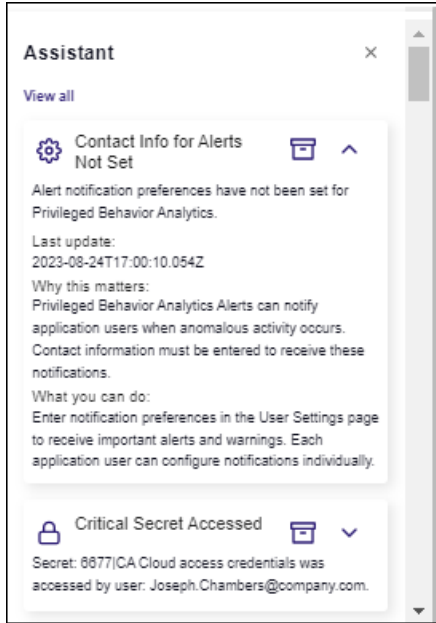 Assistant
View all
Contact Info for Alerts
Not Set
Alert notification preferences have not been set for
Privileged Behavior Analytics.
Last update:
2023-08-24T17:00:10.054Z
Why this matters:
Privileged Behavior Analytics Alerts can notify
application users when anomalous activity occurs.
Contact information must be entered to receive these
notifications.
What you can do:
Enter notification preferences in the User Settings page
to receive important alerts and warnings. Each
application user can configure notifications individually.
Critical Secret Accessed
Secret: 6677|CA Cloud access credentials was
accessed by user: Joseph.Chambers@company.com.